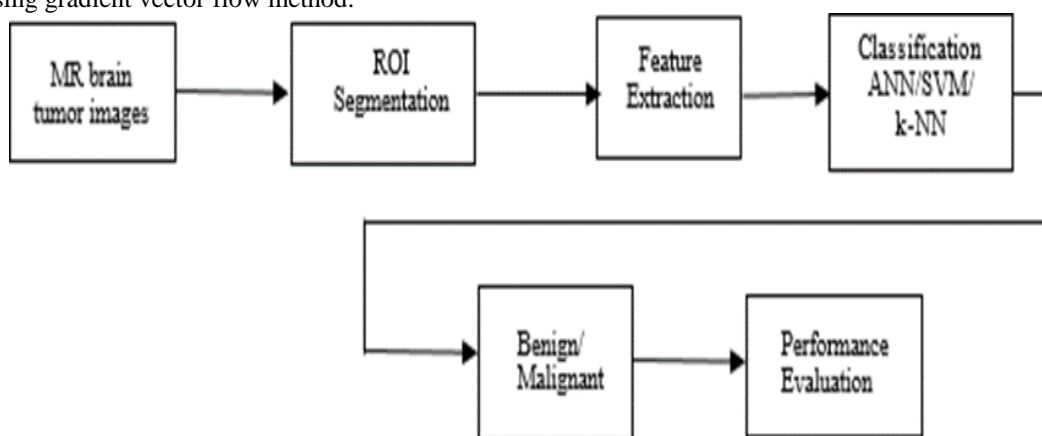 sing gradient vector flow method.
MR brain
tumor images
ROI
Segmentation
Feature
Extraction
Classification
ANN/SVM/
k-NN
Benign/
Malignant
Performance
Evaluation